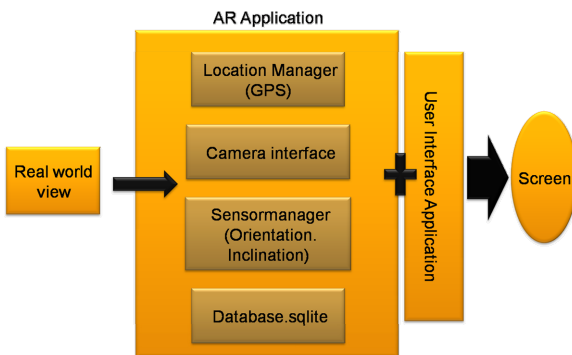 AR Application
Location Manager
(GPS)
Camera interface
Real world
view
Sensormanager
(Orientation.
Inclination)
Database.sqlite
User Interface Application
Screen